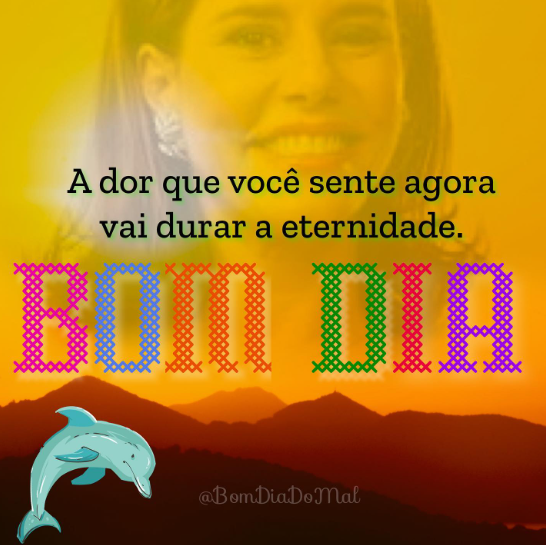 A dor que você sente agora
vai durar a eternidade.
BOM DIA
@BomDiaDoMal